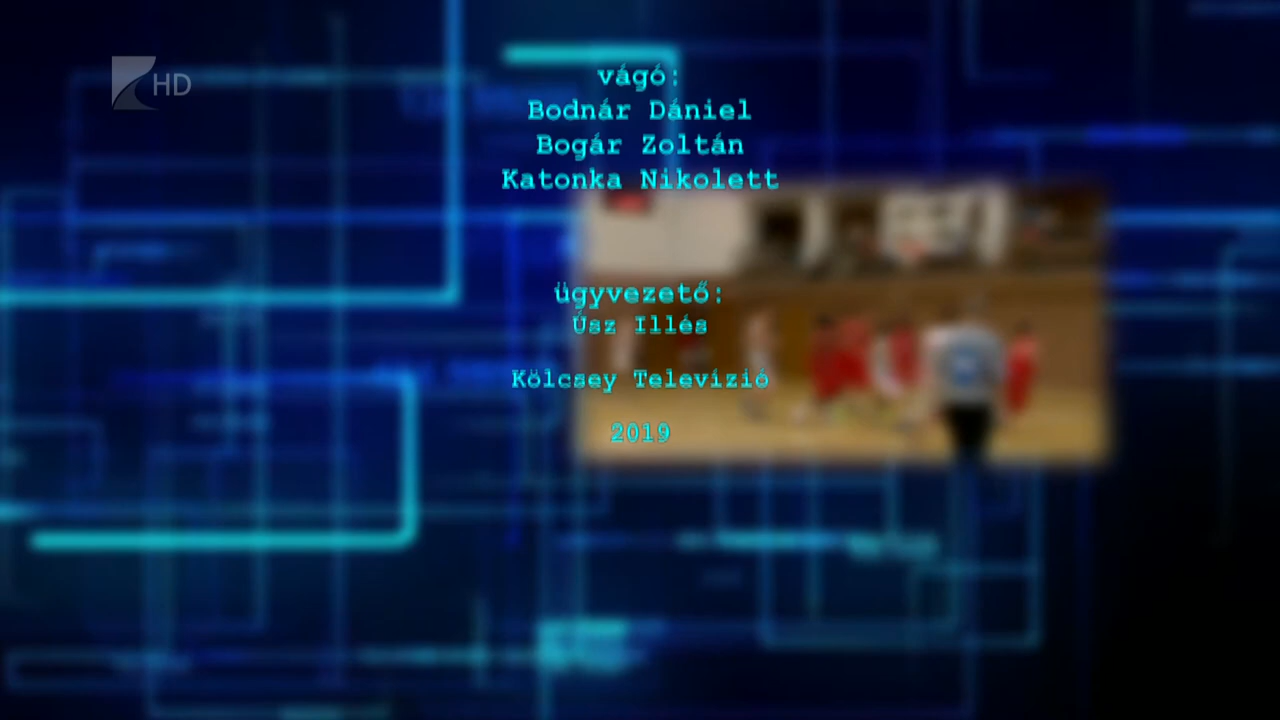 HD
vágó:
Bodnár Dániel
Bogár Zoltán
Katonka Nikolett
ügyvezető:
Úsz Illés
Kölcsey Televízió
2019